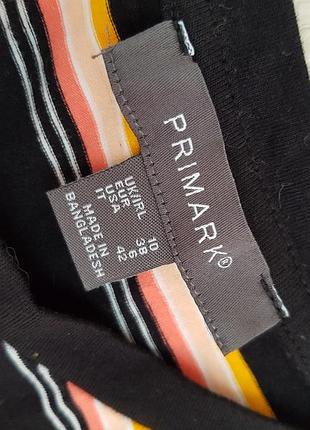 PRIMARK®
UK/IRL 10
EUR 38
USA 6
IT 42
MADE IN
BANGLADESH